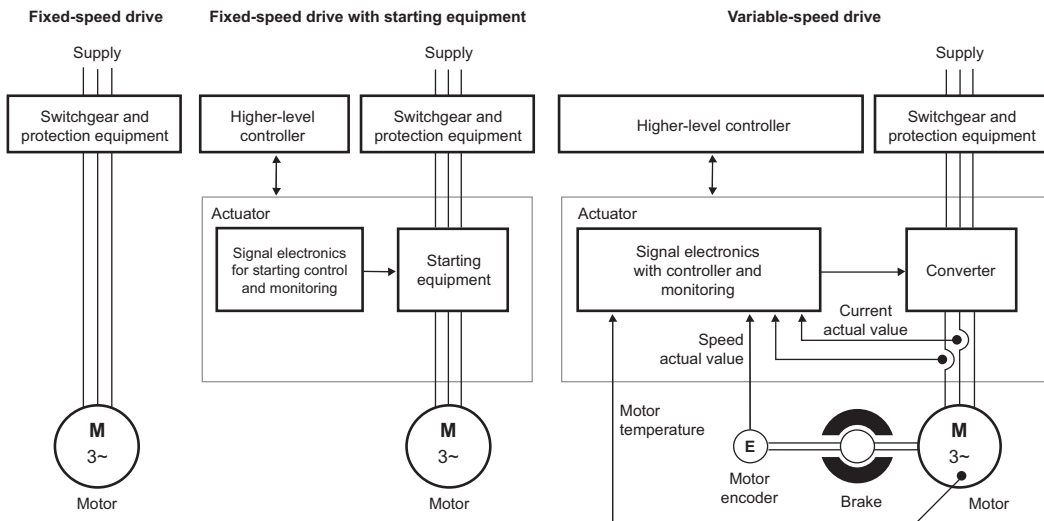 Fixed-speed drive
Supply
Switchgear and
protection equipment
M
3~
Motor
Fixed-speed drive with starting equipment
Supply
Higher-level
controller
Switchgear and
protection equipment
Actuator
Signal electronics
for starting control
and monitoring
Starting
equipment
M
3~
Motor
Variable-speed drive
Supply
Higher-level controller
Switchgear and
protection equipment
Actuator
Signal electronics
with controller and
monitoring
Converter
Current
actual value
Speed
actual value
Motor
temperature
E
Motor
encoder
Brake
M
3~
Motor